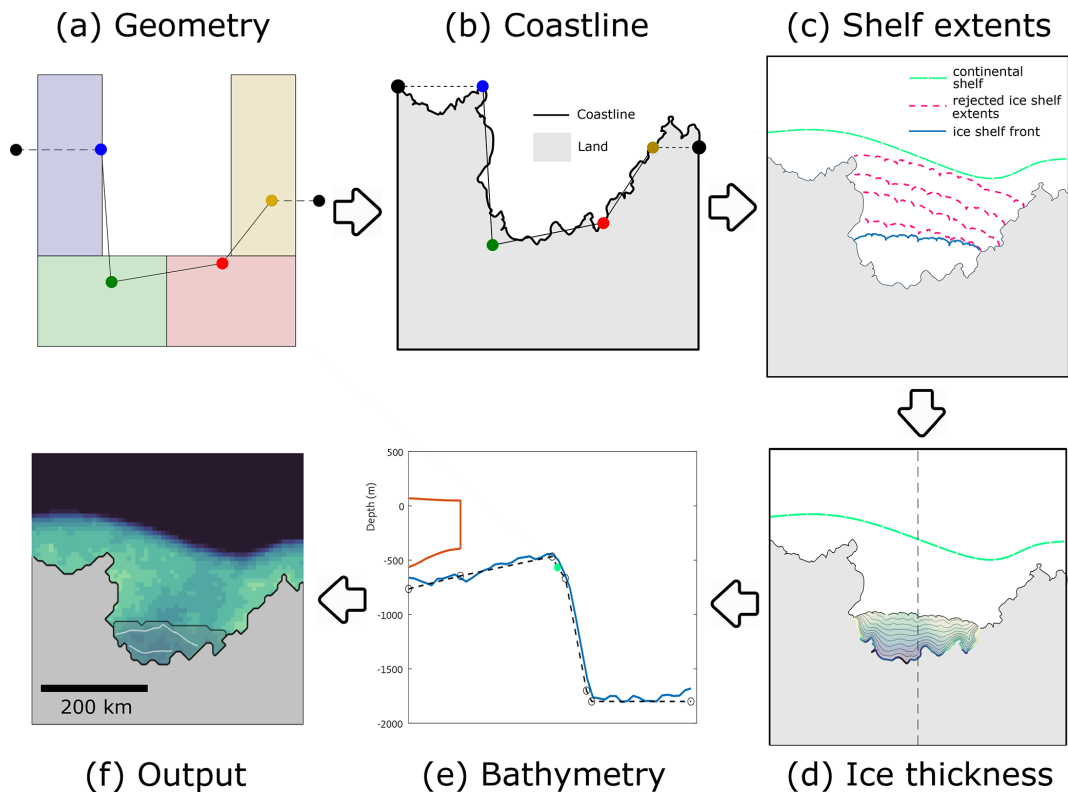 (a) Geometry
(b) Coastline
(c) Shelf extents
Coastline
Land
continental
shelf
rejected ice shelf
extents
ice shelf front
200 km
Depth (m)
500
0
-500
-1000
-1500
-2000
(f) Output
(e) Bathymetry
(d) Ice thickness